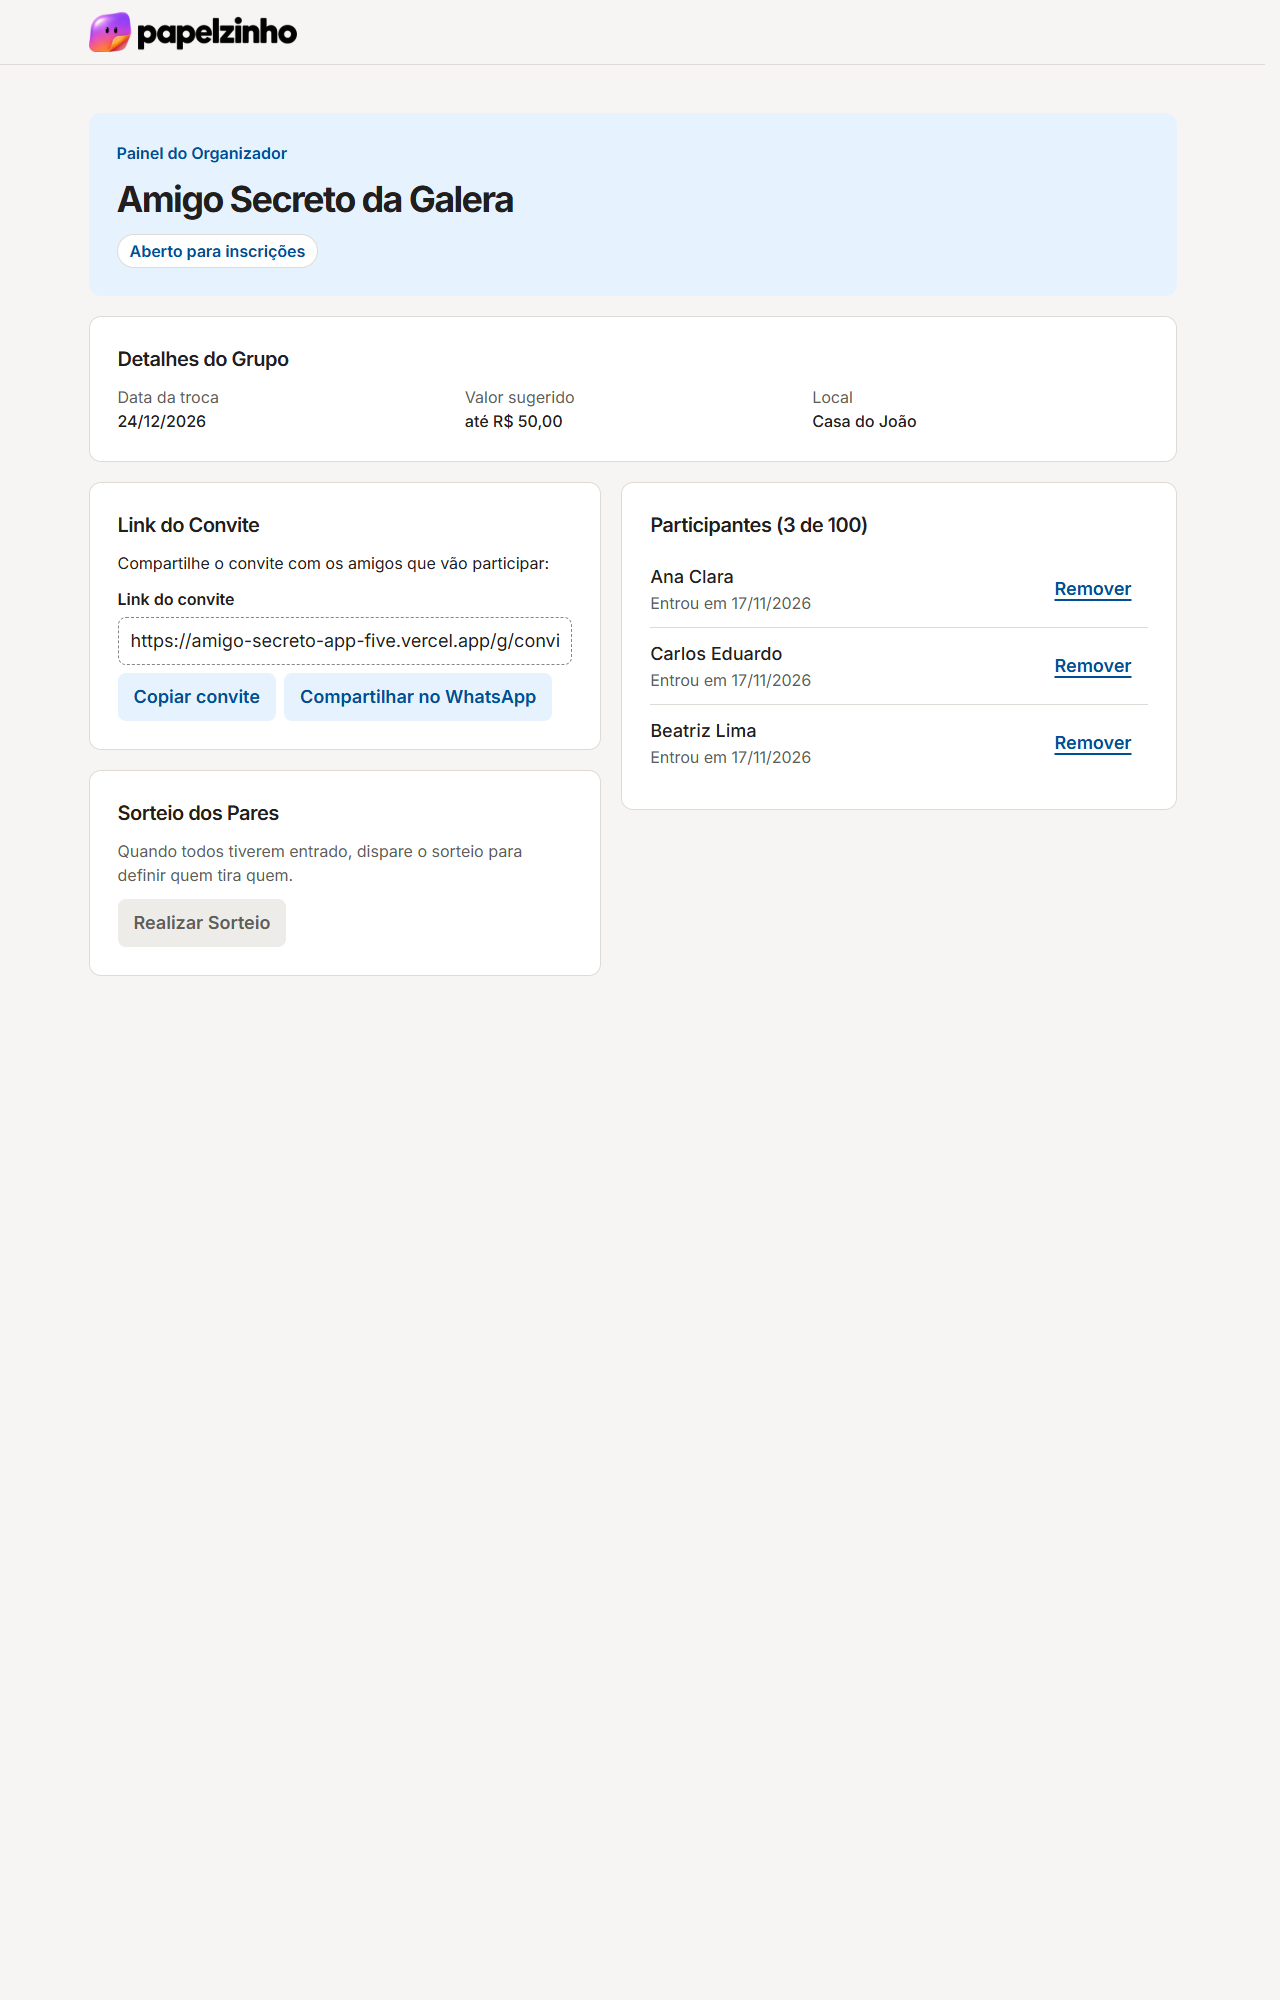 papelzinho
Painel do Organizador
Amigo Secreto da Galera
Aberto para inscrições
Detalhes do Grupo
Data da troca
24/12/2026
Valor sugerido
até R$ 50,00
Local
Casa do João
Link do Convite
Compartilhe o convite com os amigos que vão participar:
Link do convite
https://amigo-secreto-app-five.vercel.app/g/convi
Copiar convite
Compartilhar no WhatsApp
Sorteio dos Pares
Quando todos tiverem entrado, dispare o sorteio para
definir quem tira quem.
Realizar Sorteio
Participantes (3 de 100)
Ana Clara
Entrou em 17/11/2026
Remover
Carlos Eduardo
Entrou em 17/11/2026
Remover
Beatriz Lima
Entrou em 17/11/2026
Remover